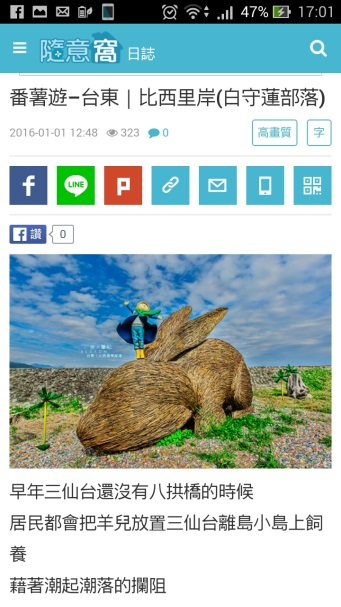 47% 17:01
隨意窩 日誌
番薯遊–台東｜比西里岸(白守蓮部落)
2016-01-01 12:48 323 0
高畫質 字
f LINE P
f 讚 0
早年三仙台還沒有八拱橋的時候
居民都會把羊兒放置三仙台離島小島上飼
養
藉著潮起潮落的攔阻